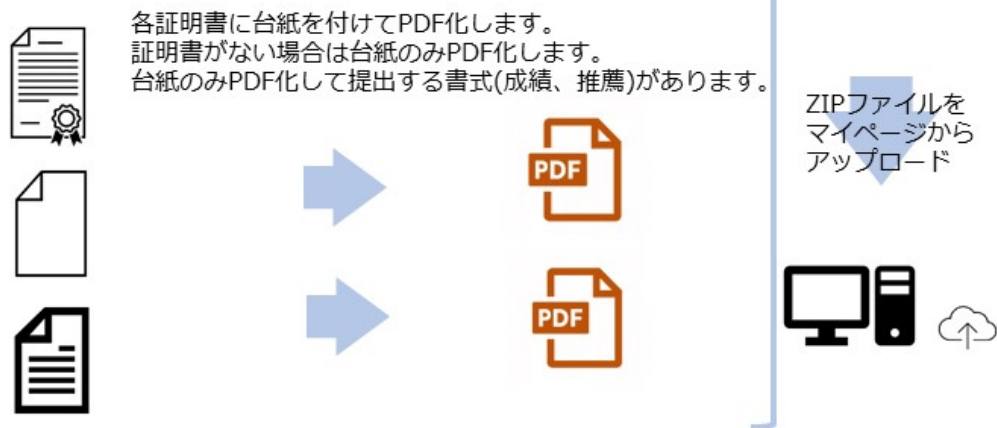 各証明書に台紙を付けてPDF化します。
証明書がない場合は台紙のみPDF化します。
台紙のみPDF化して提出する書式(成績、推薦)があります。
ZIPファイルを
マイページから
アップロード
PDF
PDF